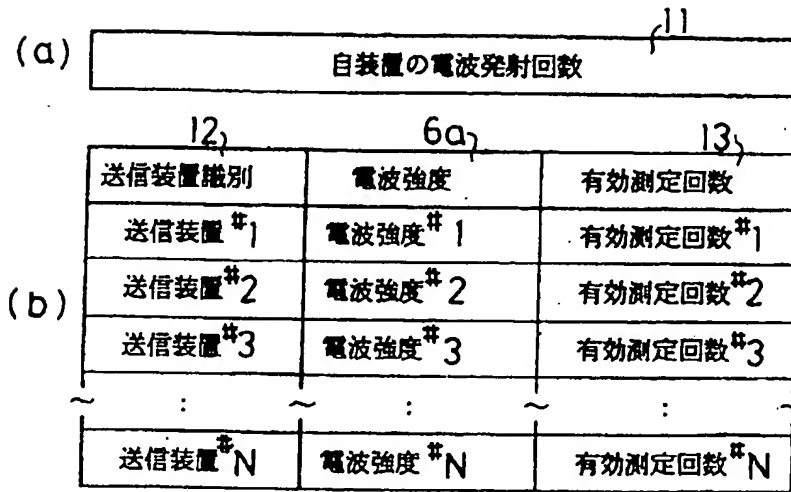 11
(a) 自装置の電波発射回数
12 6a 13
送信装置識別 電波強度 有効測定回数
送信装置#1 電波強度#1 有効測定回数#1
送信装置#2 電波強度#2 有効測定回数#2
(b)
送信装置#3 電波強度#3 有効測定回数#3
~ : ~ : ~ : ~
送信装置#N 電波強度#N 有効測定回数#N